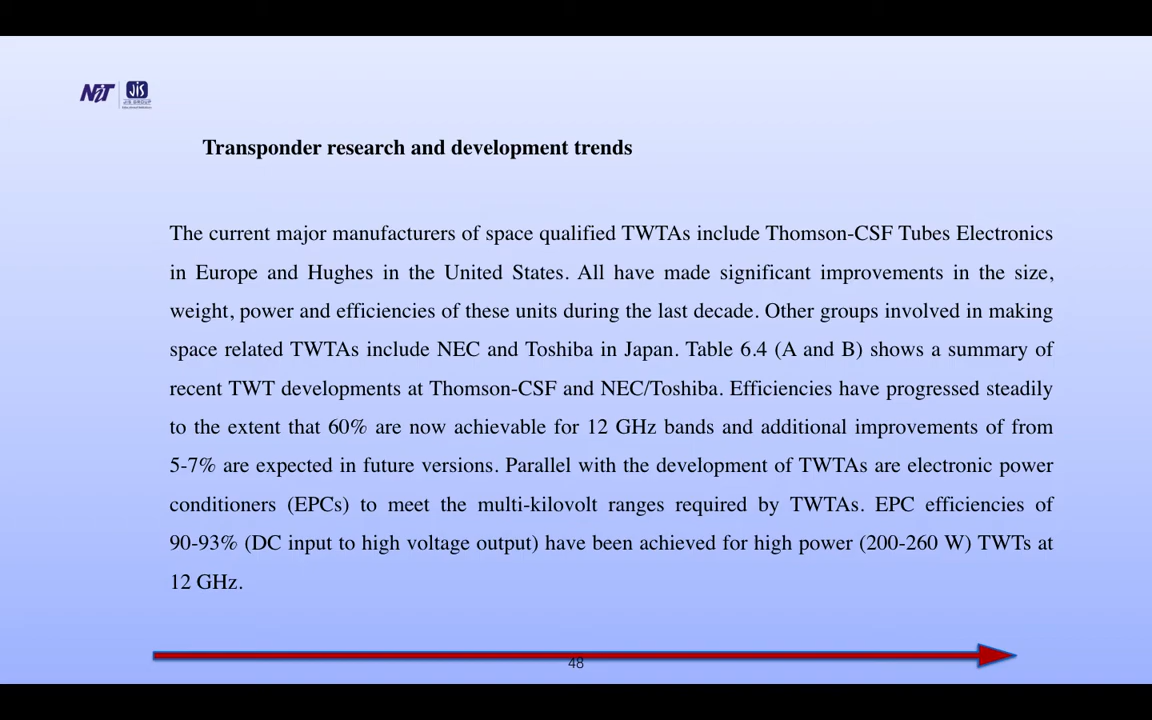 NiT
JIS
JIS GROUP
Transponder research and development trends
The current major manufacturers of space qualified TWTAs include Thomson-CSF Tubes Electronics
in Europe and Hughes in the United States. All have made significant improvements in the size,
weight, power and efficiencies of these units during the last decade. Other groups involved in making
space related TWTAs include NEC and Toshiba in Japan. Table 6.4 (A and B) shows a summary of
recent TWT developments at Thomson-CSF and NEC/Toshiba. Efficiencies have progressed steadily
to the extent that 60% are now achievable for 12 GHz bands and additional improvements of from
5-7% are expected in future versions. Parallel with the development of TWTAs are electronic power
conditioners (EPCs) to meet the multi-kilovolt ranges required by TWTAs. EPC efficiencies of
90-93% (DC input to high voltage output) have been achieved for high power (200-260 W) TWTs at
12 GHz.
48